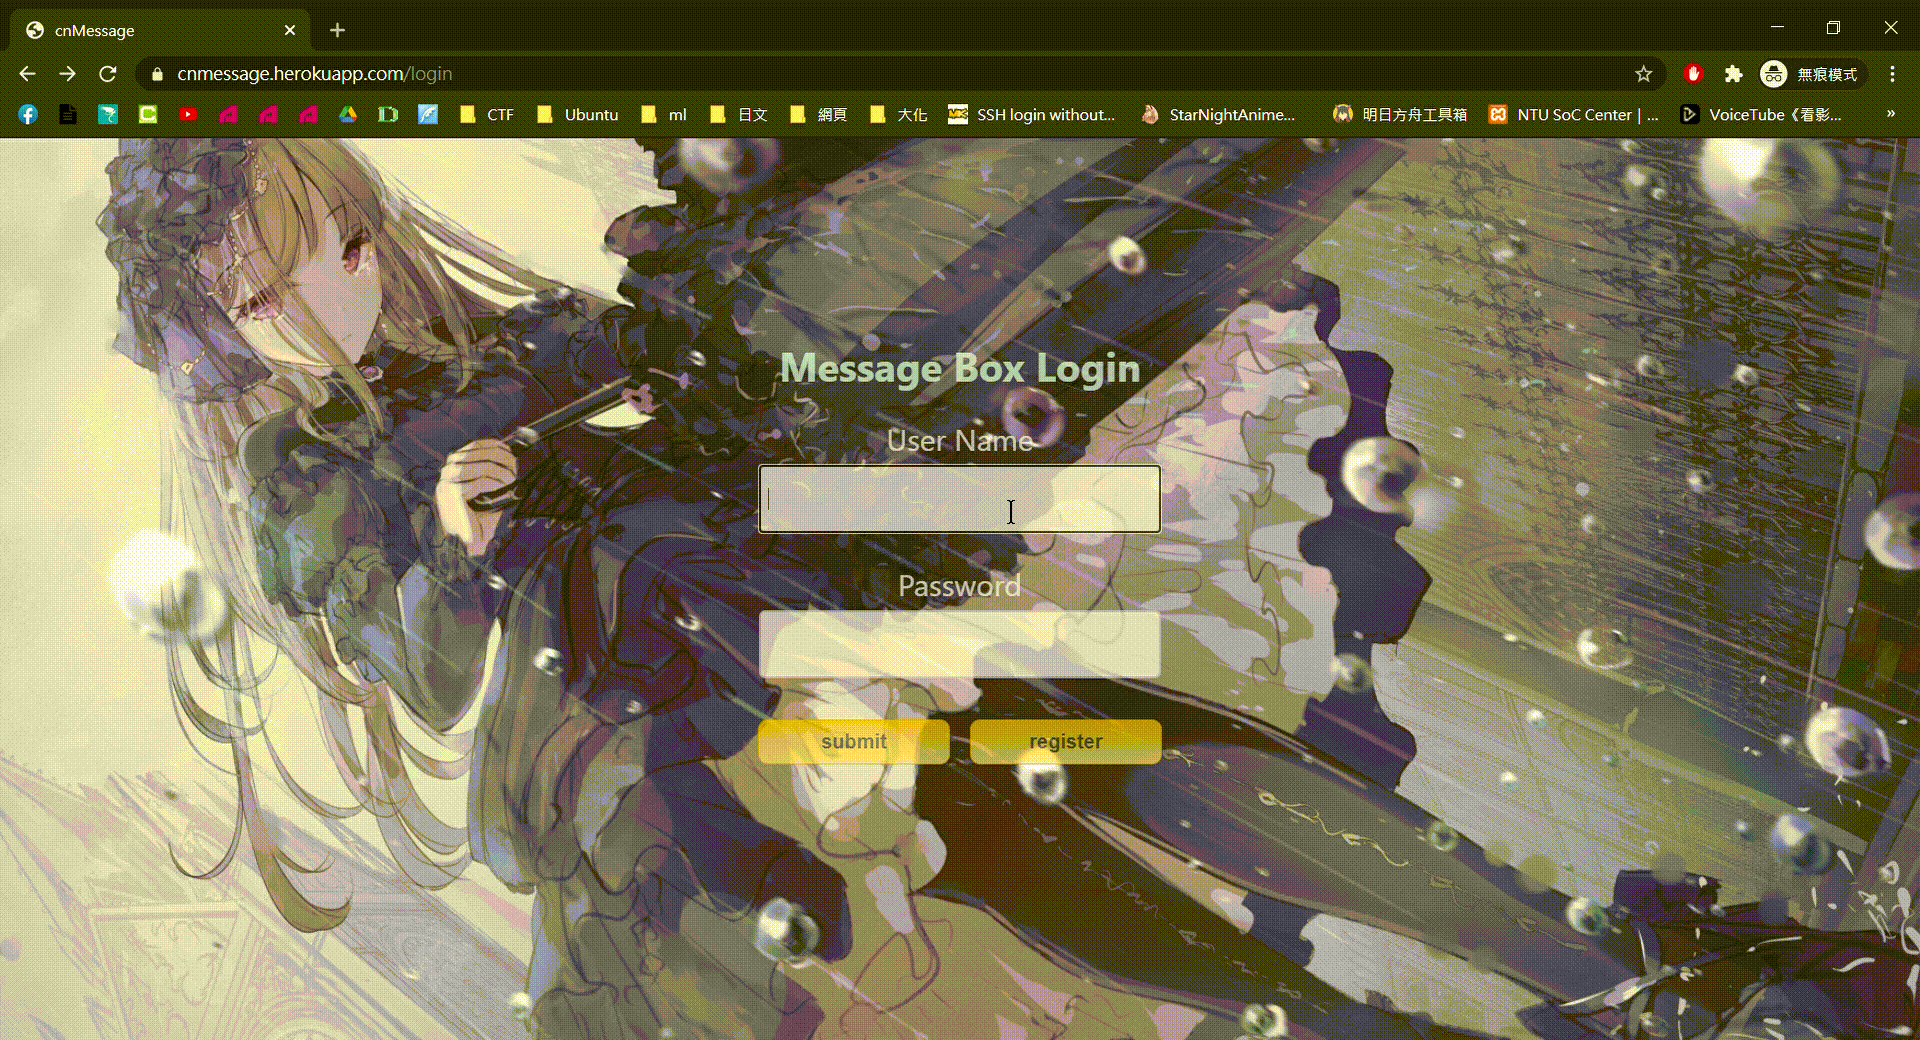 cnMessage
cnmessage.herokuapp.com/login
無痕模式
CTF Ubuntu ml 日文 網頁 大化 SSH login without... StarNightAnime... 明日方舟工具箱 NTU SoC Center | ... VoiceTube《看影... »
Message Box Login
User Name
Password
submit register